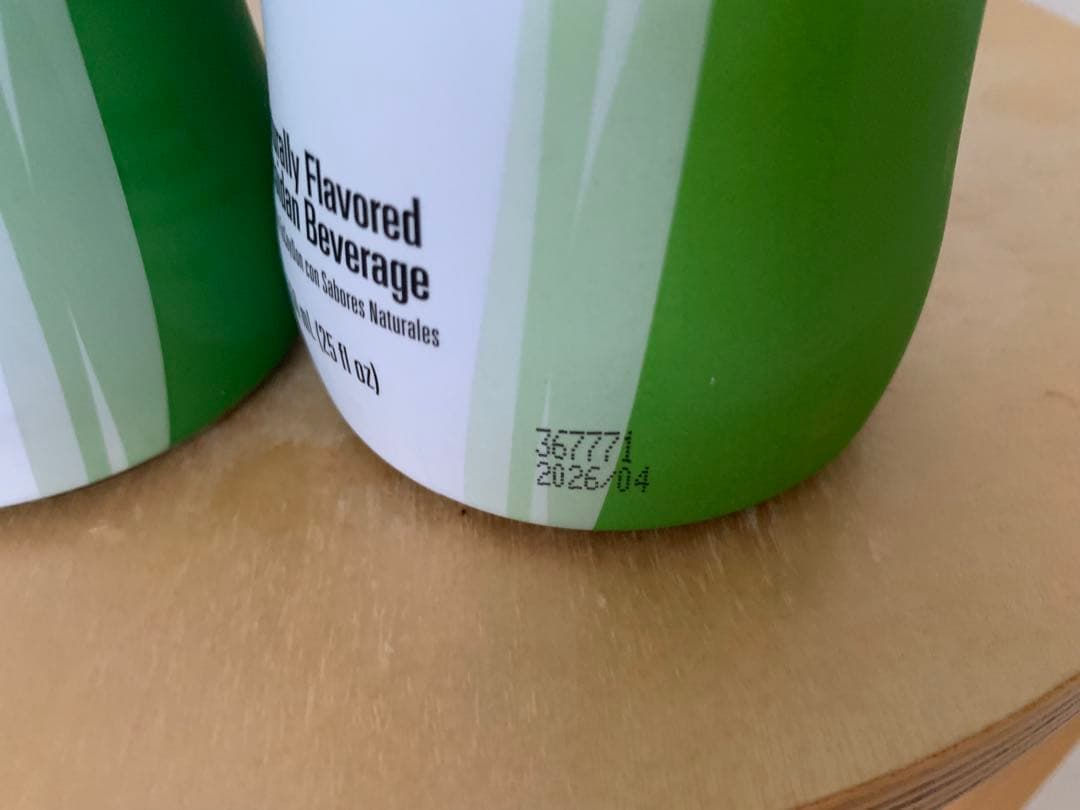 Flavored
Beverage
con Sabores Naturales
(25 fl oz)
367771
2026/04